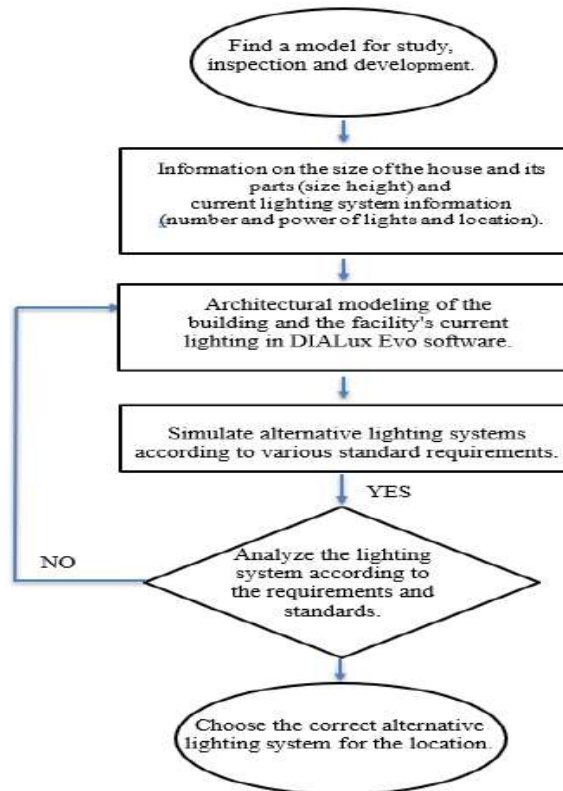 Find a model for study,
inspection and development.
Information on the size of the house and its
parts (size height) and
current lighting system information
(number and power of lights and location).
Architectural modeling of the
building and the facility's current
lighting in DIALux Evo software.
Simulate alternative lighting systems
according to various standard requirements.
YES
NO
Analyze the lighting
system according to
the requirements and
standards.
Choose the correct alternative
lighting system for the location.